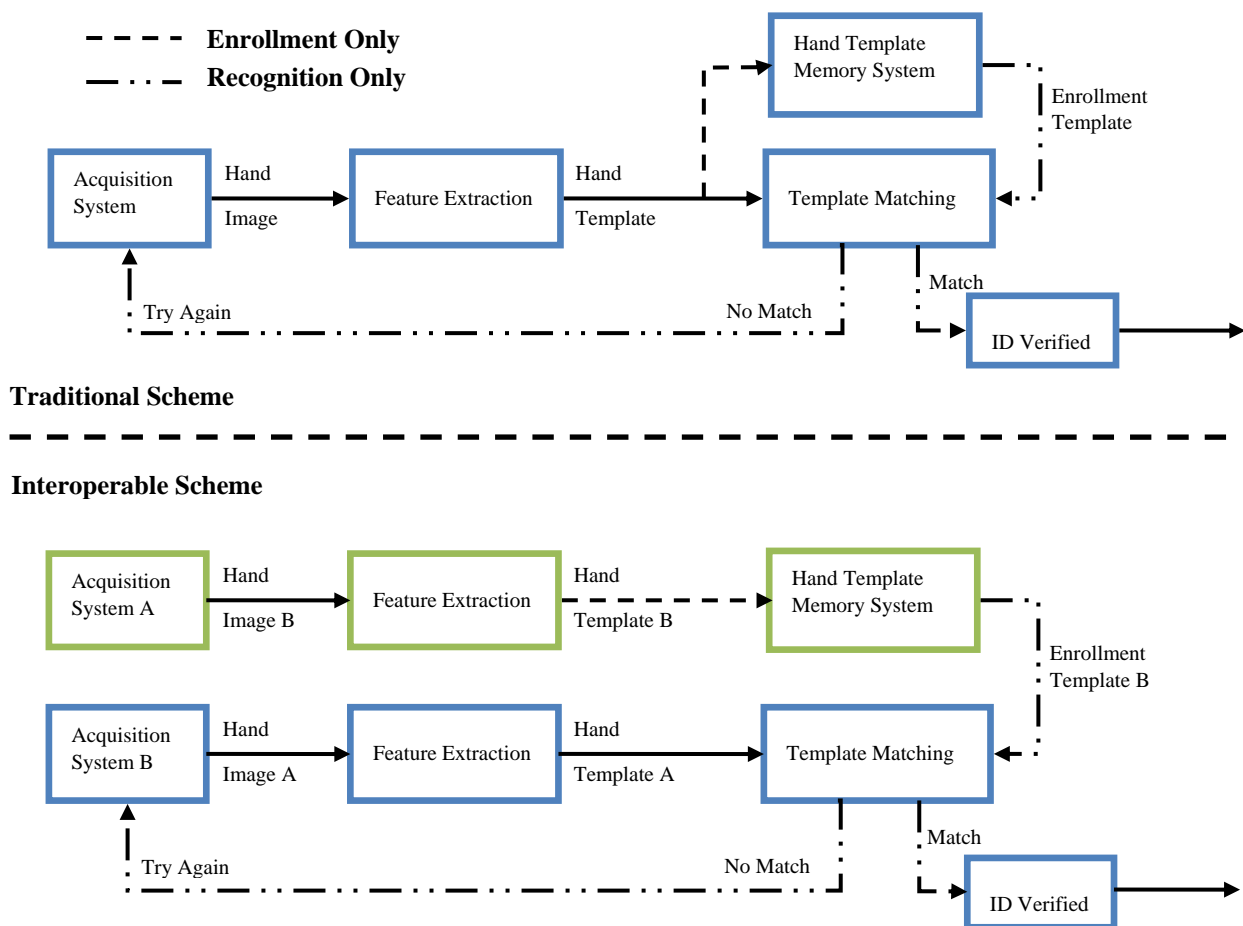 Enrollment Only
Recognition Only
Hand Template
Memory System
Enrollment
Template
Acquisition
System
Hand
Image
Feature Extraction
Hand
Template
Template Matching
Try Again
No Match
Match
ID Verified
Traditional Scheme
Interoperable Scheme
Acquisition
System A
Hand
Image B
Feature Extraction
Hand
Template B
Hand Template
Memory System
Enrollment
Template B
Acquisition
System B
Hand
Image A
Feature Extraction
Hand
Template A
Template Matching
Try Again
No Match
Match
ID Verified